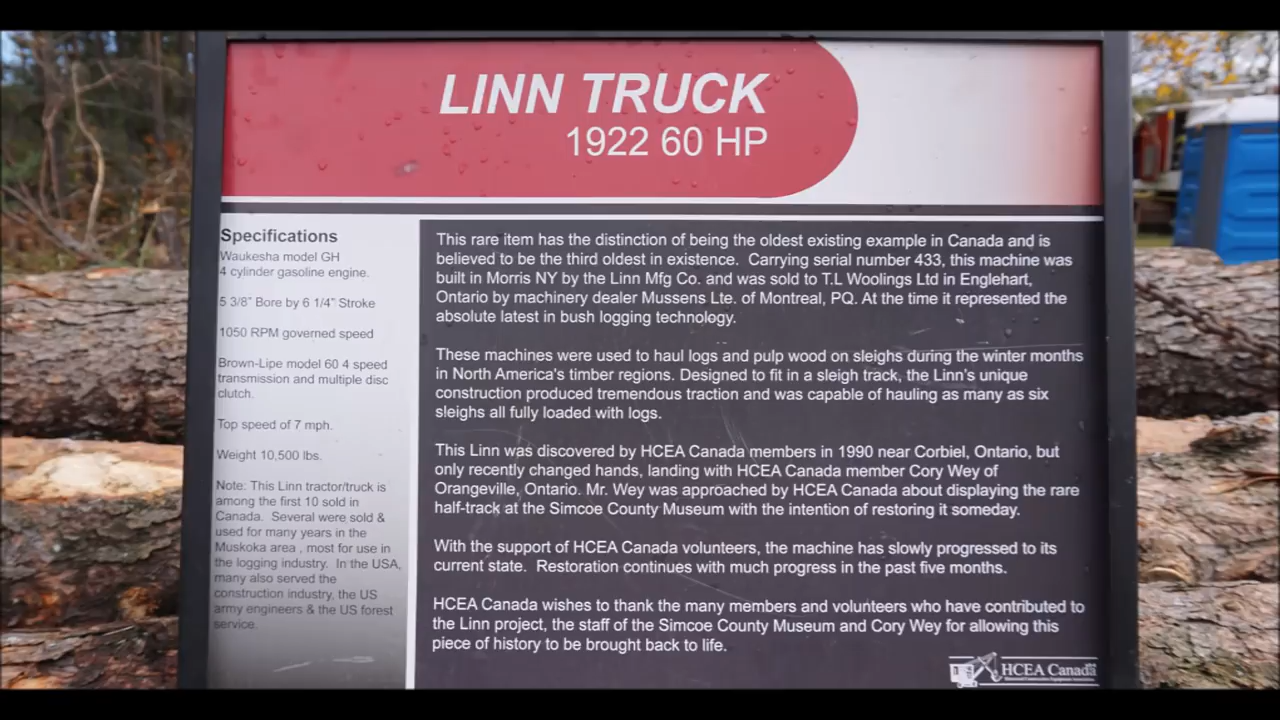 LINN TRUCK
1922 60 HP
Specifications
Waukesha model GH
4 cylinder gasoline engine.
5 3/8" Bore by 6 1/4" Stroke
1050 RPM governed speed
Brown-Lipe model 60 4 speed
transmission and multiple disc
clutch.
Top speed of 7 mph.
Weight 10,500 lbs.
Note: This Linn tractor/truck is
among the first 10 sold in
Canada. Several were sold &
used for many years in the
Muskoka area , most for use in
the logging industry. In the USA,
many also served the
construction industry, the US
army engineers & the US forest
service.
This rare item has the distinction of being the oldest existing example in Canada and is
believed to be the third oldest in existence. Carrying serial number 433, this machine was
built in Morris NY by the Linn Mfg Co. and was sold to T.L Woolings Ltd in Englehart,
Ontario by machinery dealer Mussens Lte. of Montreal, PQ. At the time it represented the
absolute latest in bush logging technology.
These machines were used to haul logs and pulp wood on sleighs during the winter months
in North America's timber regions. Designed to fit in a sleigh track, the Linn's unique
construction produced tremendous traction and was capable of hauling as many as six
sleighs all fully loaded with logs.
This Linn was discovered by HCEA Canada members in 1990 near Corbiel, Ontario, but
only recently changed hands, landing with HCEA Canada member Cory Wey of
Orangeville, Ontario. Mr. Wey was approached by HCEA Canada about displaying the rare
half-track at the Simcoe County Museum with the intention of restoring it someday.
With the support of HCEA Canada volunteers, the machine has slowly progressed to its
current state. Restoration continues with much progress in the past five months.
HCEA Canada wishes to thank the many members and volunteers who have contributed to
the Linn project, the staff of the Simcoe County Museum and Cory Wey for allowing this
piece of history to be brought back to life.
HCEA Canada